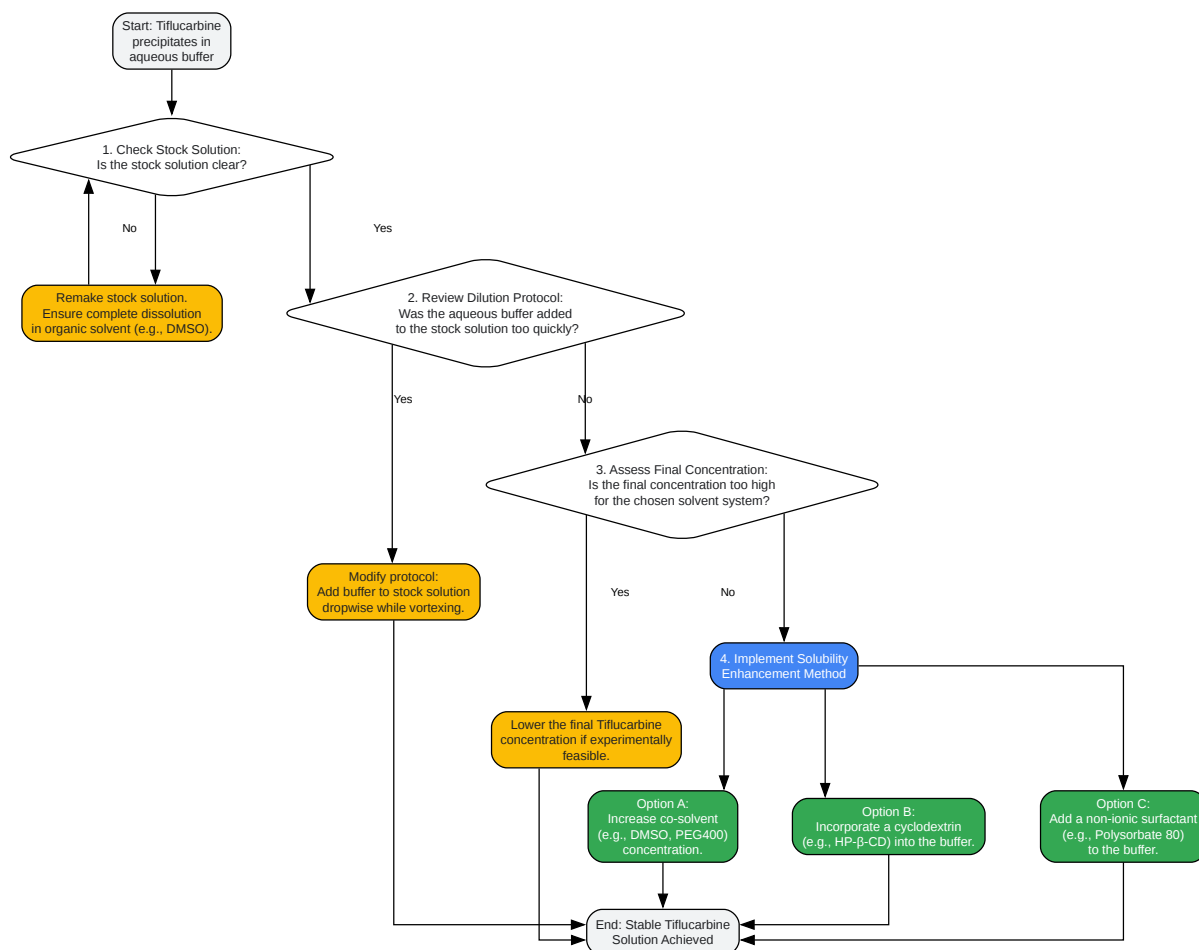 Start: Tiflucarbine
precipitates in
aqueous buffer
1. Check Stock Solution:
Is the stock solution clear?
No
Yes
Remake stock solution.
Ensure complete dissolution
in organic solvent (e.g., DMSO).
2. Review Dilution Protocol:
Was the aqueous buffer added
to the stock solution too quickly?
Yes
No
3. Assess Final Concentration:
Is the final concentration too high
for the chosen solvent system?
Modify protocol:
Add buffer to stock solution
dropwise while vortexing.
Yes
No
4. Implement Solubility
Enhancement Method
Lower the final Tiflucarbine
concentration if experimentally
feasible.
Option A:
Increase co-solvent
(e.g., DMSO, PEG400)
concentration.
Option B:
Incorporate a cyclodextrin
(e.g., HP-β-CD) into the buffer.
Option C:
Add a non-ionic surfactant
(e.g., Polysorbate 80)
to the buffer.
End: Stable Tiflucarbine
Solution Achieved